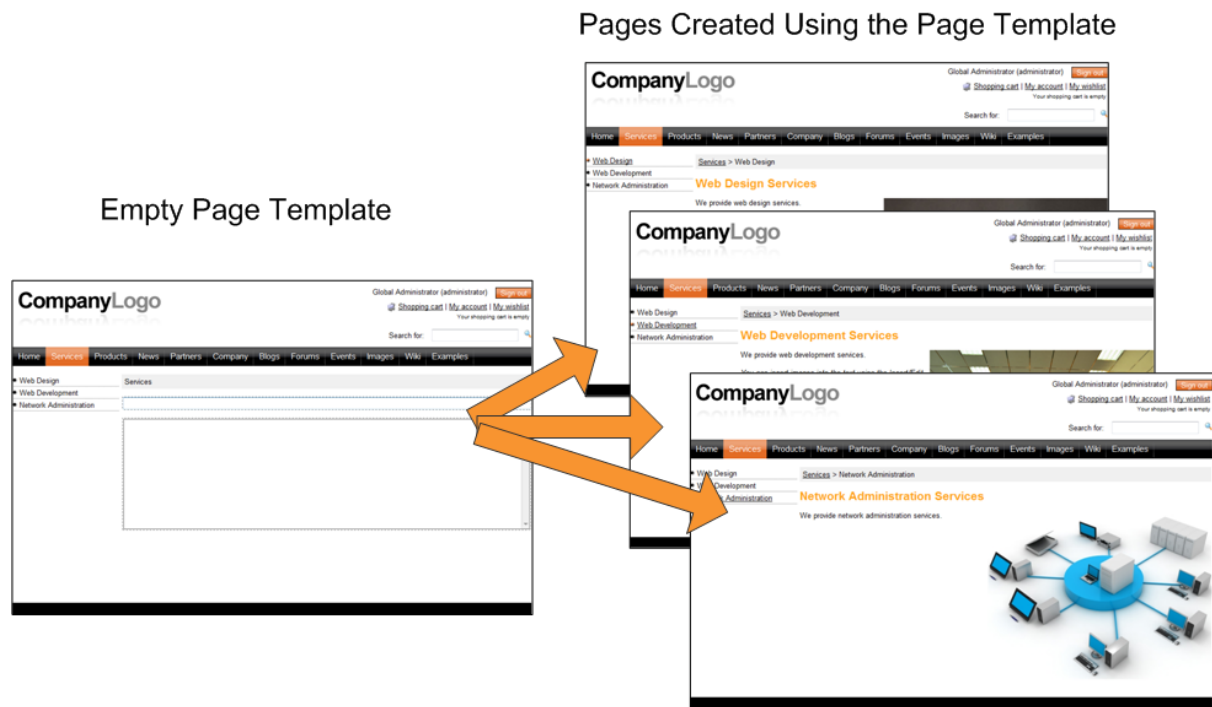 Pages Created Using the Page Template
CompanyLogo
Global Administrator (administrator) Sign out
Shopping cart | My account | My wishlist
Your shopping cart is empty
Search for:
Home Services Products News Partners Company Blogs Forums Events Images Wiki Examples
Web Design
Web Development
Network Administration
Services > Web Design
Web Design Services
We provide web design services.
Empty Page Template
CompanyLogo
Global Administrator (administrator) Sign out
Shopping cart | My account | My wishlist
Your shopping cart is empty
Search for:
Home Services Products News Partners Company Blogs Forums Events Images Wiki Examples
Web Design
Web Development
Network Administration
Services
CompanyLogo
Global Administrator (administrator) Sign out
Shopping cart | My account | My wishlist
Your shopping cart is empty
Search for:
Home Services Products News Partners Company Blogs Forums Events Images Wiki Examples
Web Design
Web Development
Network Administration
Services > Web Development
Web Development Services
We provide web development services.
CompanyLogo
Global Administrator (administrator) Sign out
Shopping cart | My account | My wishlist
Your shopping cart is empty
Search for:
Home Services Products News Partners Company Blogs Forums Events Images Wiki Examples
Web Design
Development
Administration
Services > Network Administration
Network Administration Services
We provide network administration services.